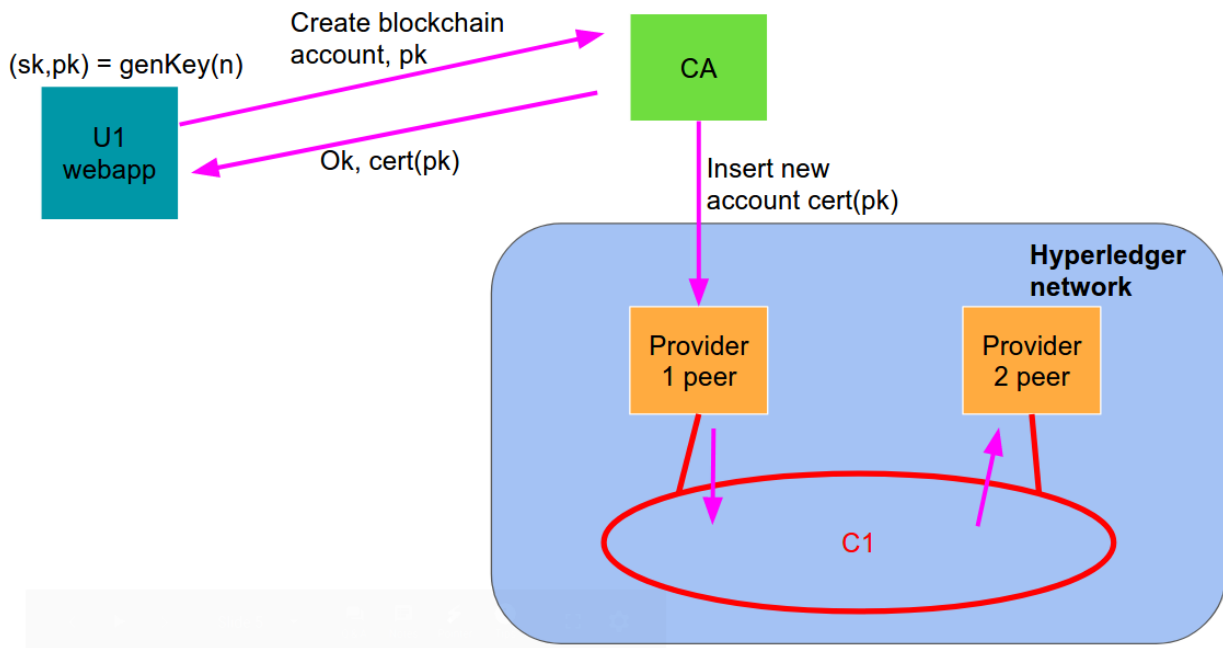 Create blockchain
account, pk
(sk,pk) = genKey(n)
CA
U1
webapp
Ok, cert(pk)
Insert new
account cert(pk)
Hyperledger
network
Provider
1 peer
Provider
2 peer
C1